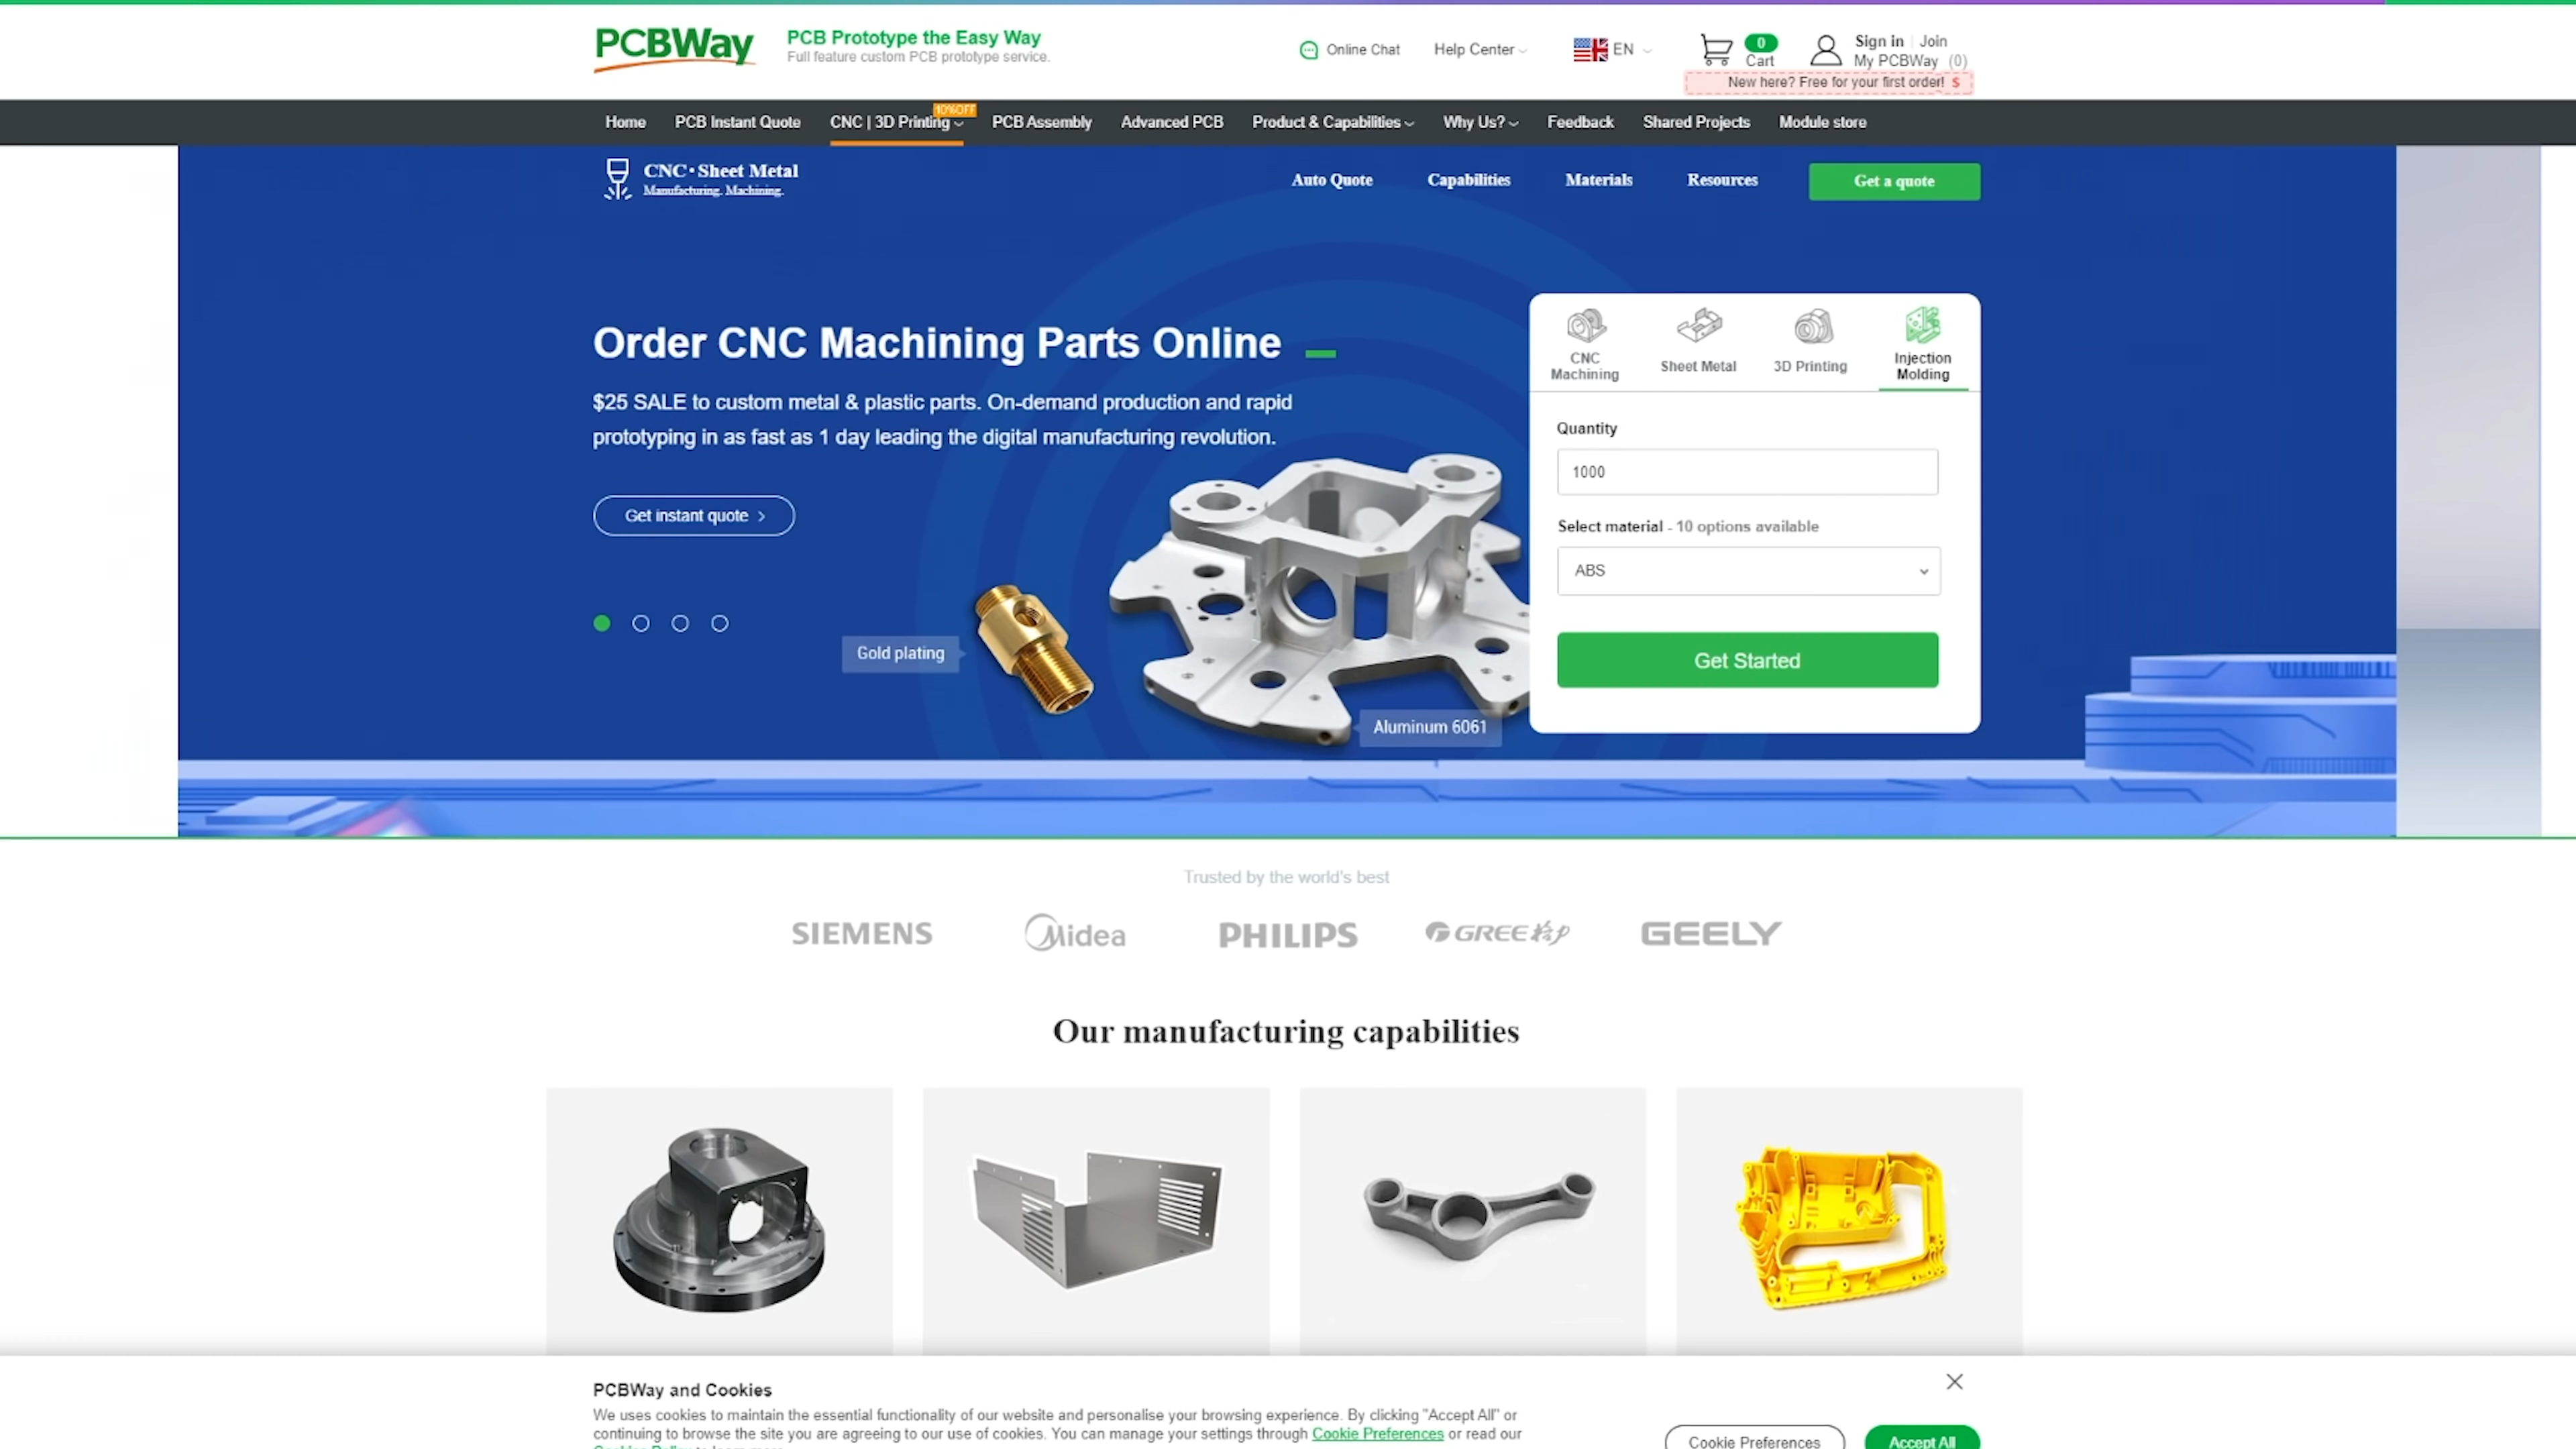 PCBWay
PCB Prototype the Easy Way
Full feature custom PCB prototype service.
Online Chat
Help Center
EN
0
Cart
Sign in | Join
My PCBWay (0)
New here? Free for your first order! $
10%OFF
Home
PCB Instant Quote
CNC | 3D Printing
PCB Assembly
Advanced PCB
Product & Capabilities
Why Us?
Feedback
Shared Projects
Module store
CNC·Sheet Metal
Manufacturing. Machining.
Auto Quote
Capabilities
Materials
Resources
Get a quote
Order CNC Machining Parts Online
$25 SALE to custom metal & plastic parts. On-demand production and rapid
prototyping in as fast as 1 day leading the digital manufacturing revolution.
Get instant quote >
Gold plating
Aluminum 6061
CNC
Machining
Sheet Metal
3D Printing
Injection
Molding
Quantity
1000
Select material - 10 options available
ABS
Get Started
Trusted by the world's best
SIEMENS
Midea
PHILIPS
GREE格力
GEELY
Our manufacturing capabilities
PCBWay and Cookies
We uses cookies to maintain the essential functionality of our website and personalise your browsing experience. By clicking "Accept All" or
continuing to browse the site you are agreeing to our use of cookies. You can manage your settings through Cookie Preferences or read our
Cookie Preferences
Accept All